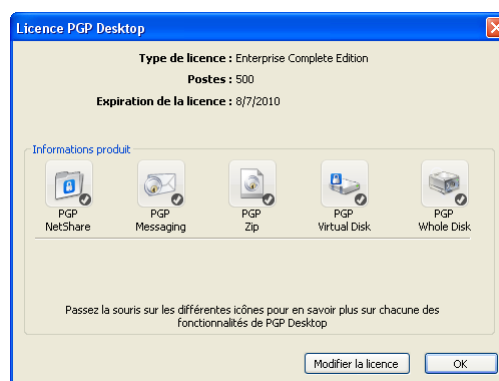 Licence PGP Desktop
Type de licence : Enterprise Complete Edition
Postes : 500
Expiration de la licence : 8/7/2010
Informations produit
PGP NetShare
PGP Messaging
PGP Zip
PGP Virtual Disk
PGP Whole Disk
Passez la souris sur les différentes icônes pour en savoir plus sur chacune des
fonctionnalités de PGP Desktop
Modifier la licence
OK